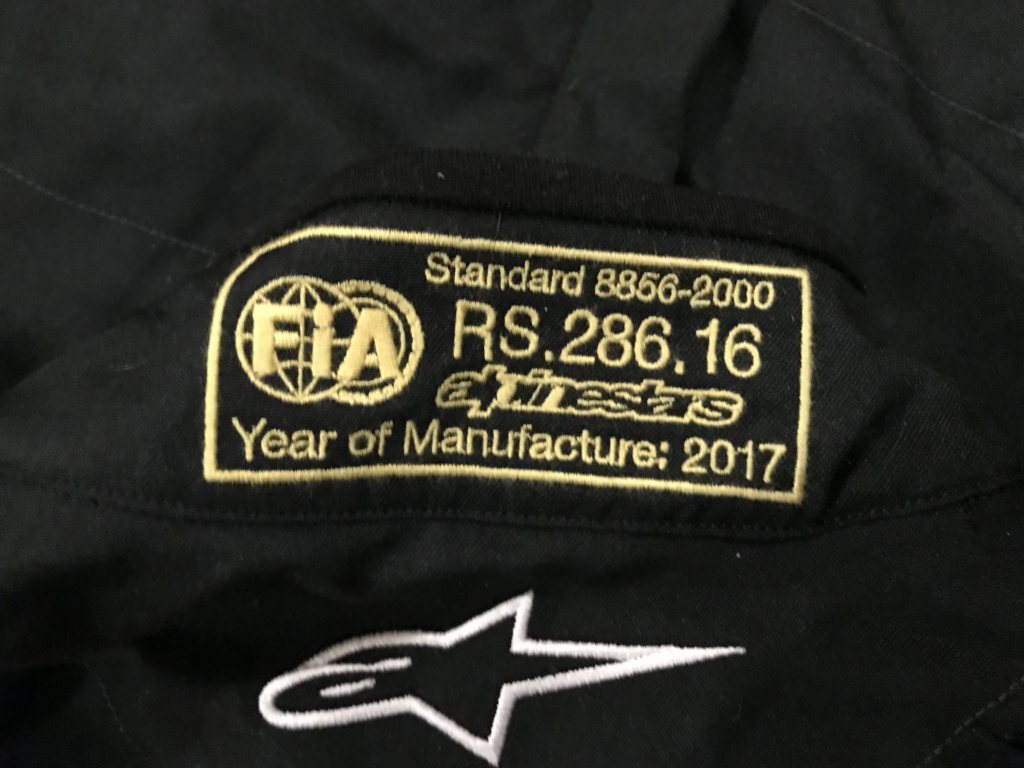 Standard 8856-2000
FIA
RS.286.16
alpinestars
Year of Manufacture: 2017